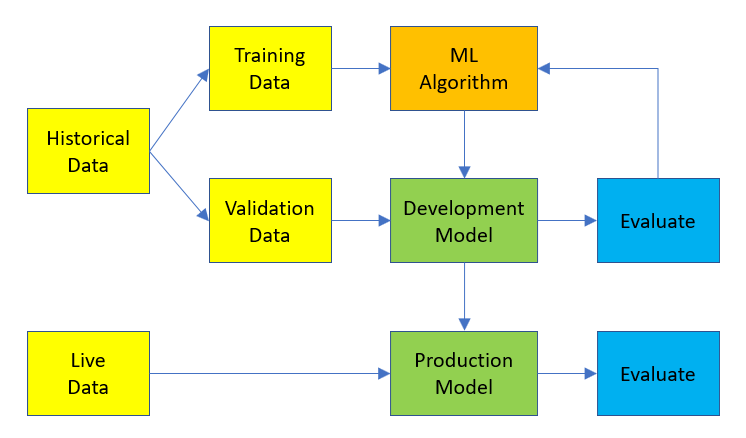 Training
Data
ML
Algorithm
Historical
Data
Validation
Data
Development
Model
Evaluate
Live
Data
Production
Model
Evaluate